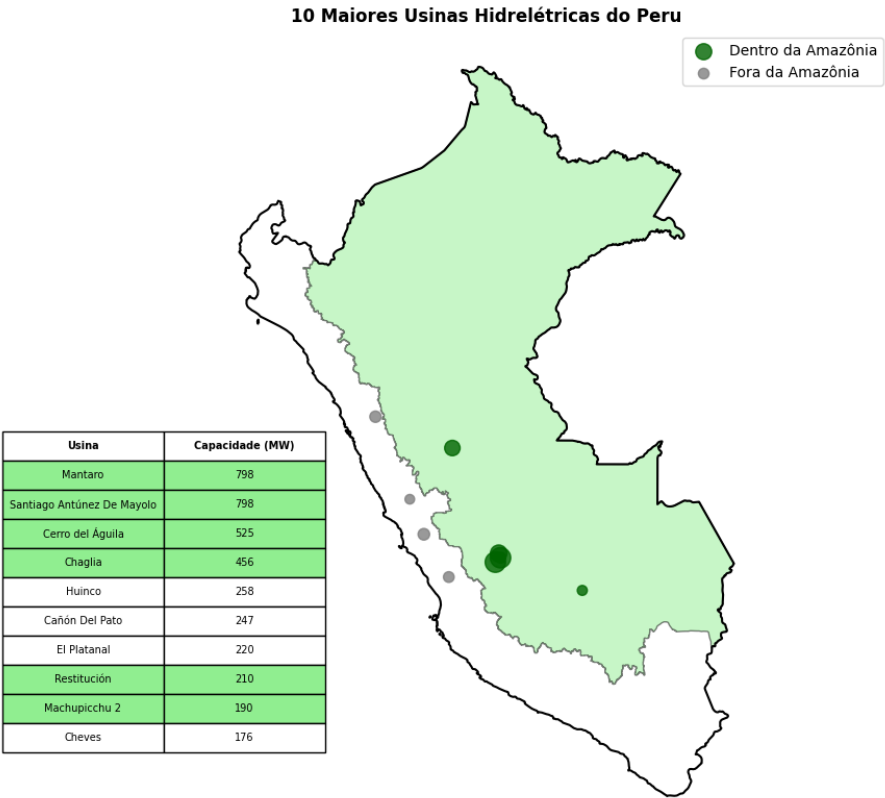 10 Maiores Usinas Hidrelétricas do Peru
Dentro da Amazônia
Fora da Amazônia
Usina Capacidade (MW)
Mantaro 798
Santiago Antúnez De Mayolo 798
Cerro del Águila 525
Chaglia 456
Huinco 258
Cañón Del Pato 247
El Platanal 220
Restitución 210
Machupicchu 2 190
Cheves 176